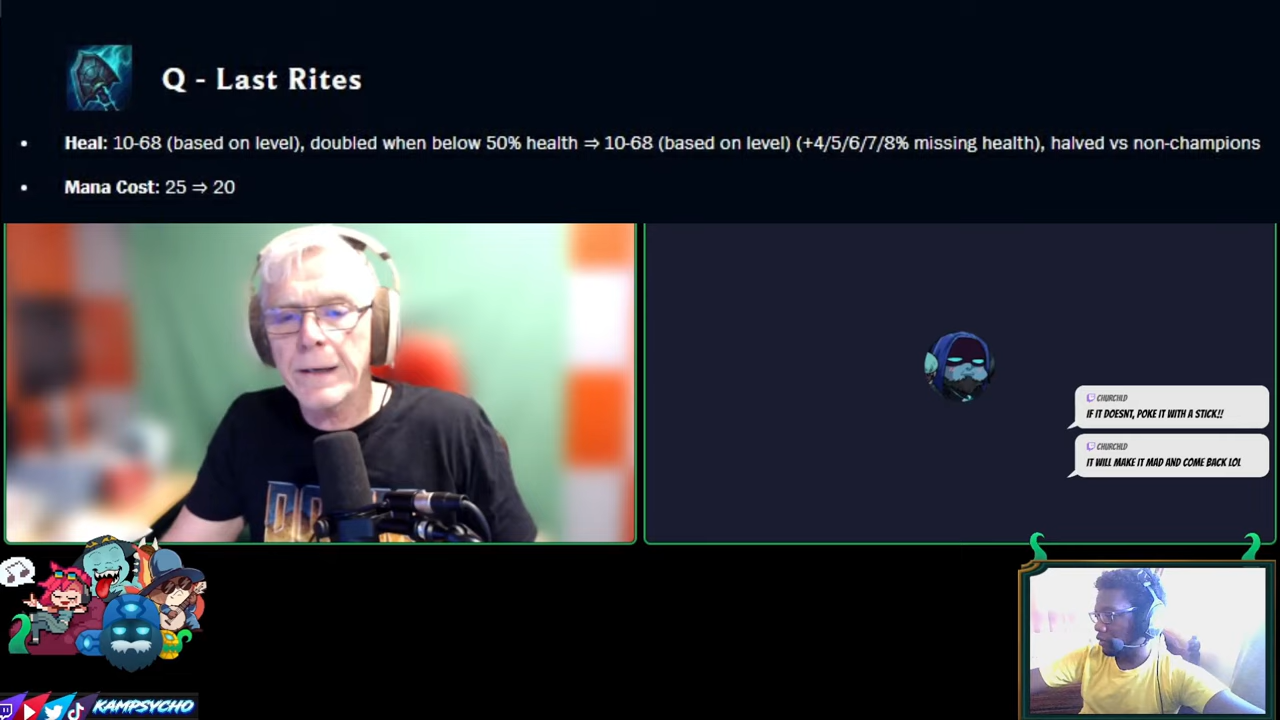 Q - Last Rites
• Heal: 10-68 (based on level), doubled when below 50% health ⇒ 10-68 (based on level) (+4/5/6/7/8% missing health), halved vs non-champions
• Mana Cost: 25 ⇒ 20
CHURCHLD
IF IT DOESNT, POKE IT WITH A STICK!!
CHURCHLD
IT WILL MAKE IT MAD AND COME BACK LOL
KAMPSYCHO